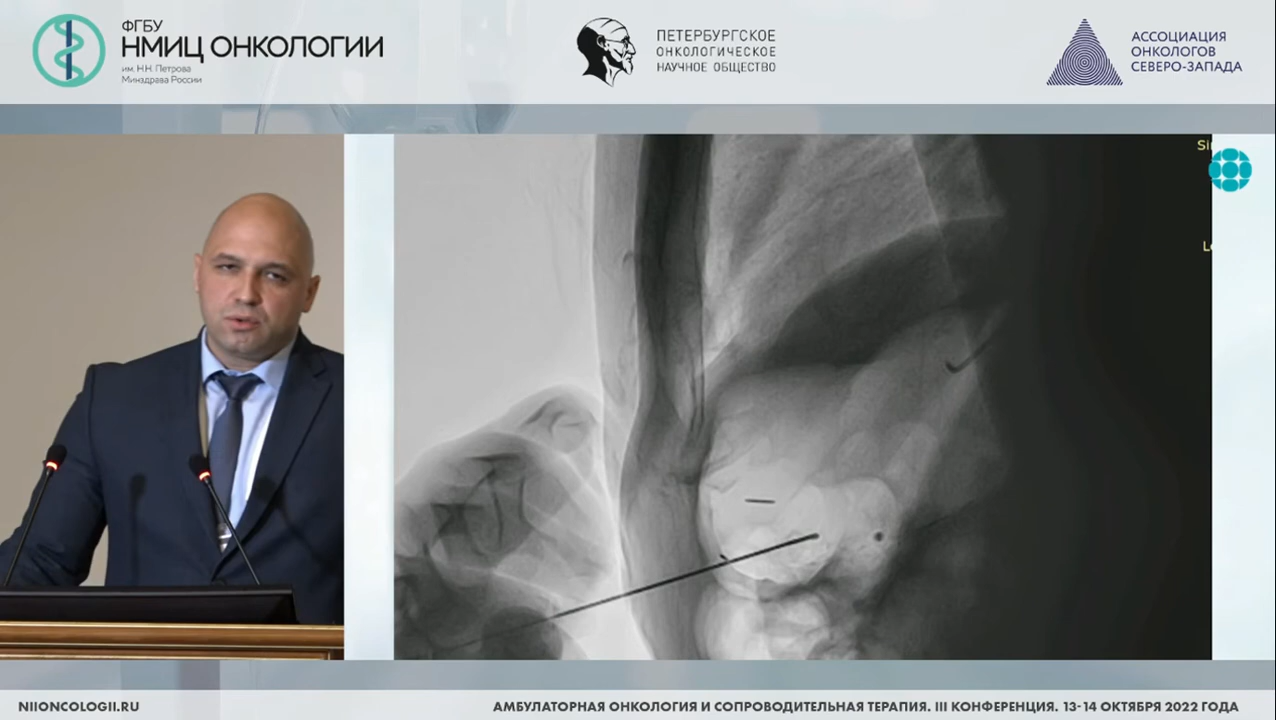 ФГБУ
НМИЦ ОНКОЛОГИИ
им. Н.Н. Петрова
Минздрава России
ПЕТЕРБУРГСКОЕ
ОНКОЛОГИЧЕСКОЕ
НАУЧНОЕ ОБЩЕСТВО
АССОЦИАЦИЯ
ОНКОЛОГОВ
СЕВЕРО-ЗАПАДА
NIIONCOLOGII.RU
АМБУЛАТОРНАЯ ОНКОЛОГИЯ И СОПРОВОДИТЕЛЬНАЯ ТЕРАПИЯ. III КОНФЕРЕНЦИЯ. 13-14 ОКТЯБРЯ 2022 ГОДА